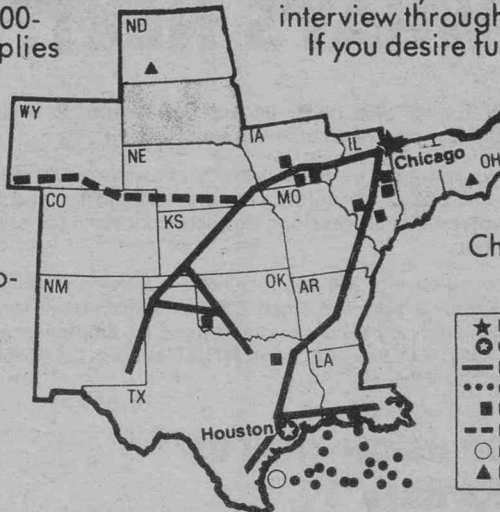 00-
plies
interview through
If you desire fu
ND
WY
NE
IA
IL
Chicago
OH
CO
KS
MO
NM
OK
AR
Ch
o-
LA
TX
Houston